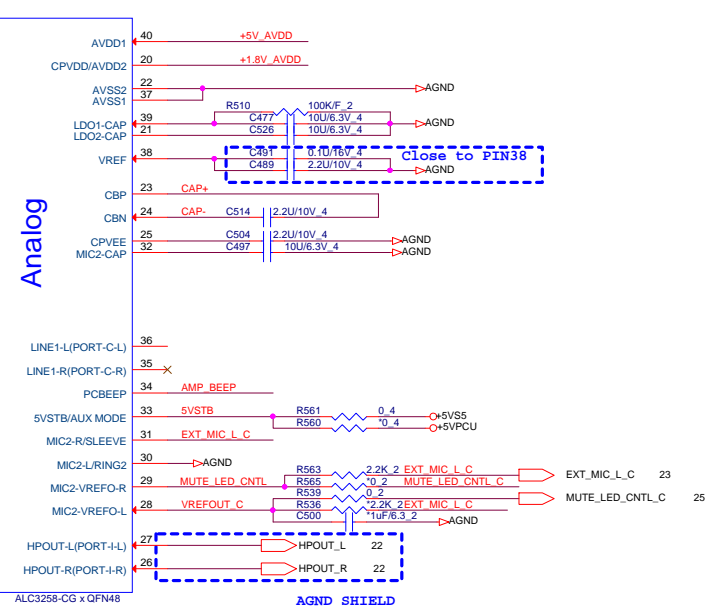 AVDD1 40 +5V_AVDD
CPVDD/AVDD2 20 +1.8V_AVDD
AVSS2 22 AGND
AVSS1 37
R510 100K/F_2
LDO1-CAP 39 C477 10U/6.3V_4 AGND
LDO2-CAP 21 C526 10U/6.3V_4
VREF 38 C491 0.1U/16V_4 Close to PIN38
C489 2.2U/10V_4 AGND
CBP 23 CAP+
CBN 24 CAP- C514 2.2U/10V_4
CPVEE 25 C504 2.2U/10V_4 AGND
MIC2-CAP 32 C497 10U/6.3V_4 AGND
Analog
LINE1-L(PORT-C-L) 36
LINE1-R(PORT-C-R) 35
PCBEEP 34 AMP_BEEP
5VSTB/AUX MODE 33 5VSTB R561 0_4 +5VS5
R560 *0_4 +5VPCU
MIC2-R/SLEEVE 31 EXT_MIC_L_C
MIC2-L/RING2 30 AGND
R563 2.2K_2 EXT_MIC_L_C EXT_MIC_L_C 23
MIC2-VREFO-R 29 MUTE_LED_CNTL R565 *0_2 MUTE_LED_CNTL_C
R539 0_2 MUTE_LED_CNTL_C 25
MIC2-VREFO-L 28 VREFOUT_C R536 *2.2K_2 EXT_MIC_L_C
C500 *1uF/6.3_2 AGND
HPOUT-L(PORT-I-L) 27 HPOUT_L 22
HPOUT-R(PORT-I-R) 26 HPOUT_R 22
ALC3258-CG x QFN48 AGND SHIELD